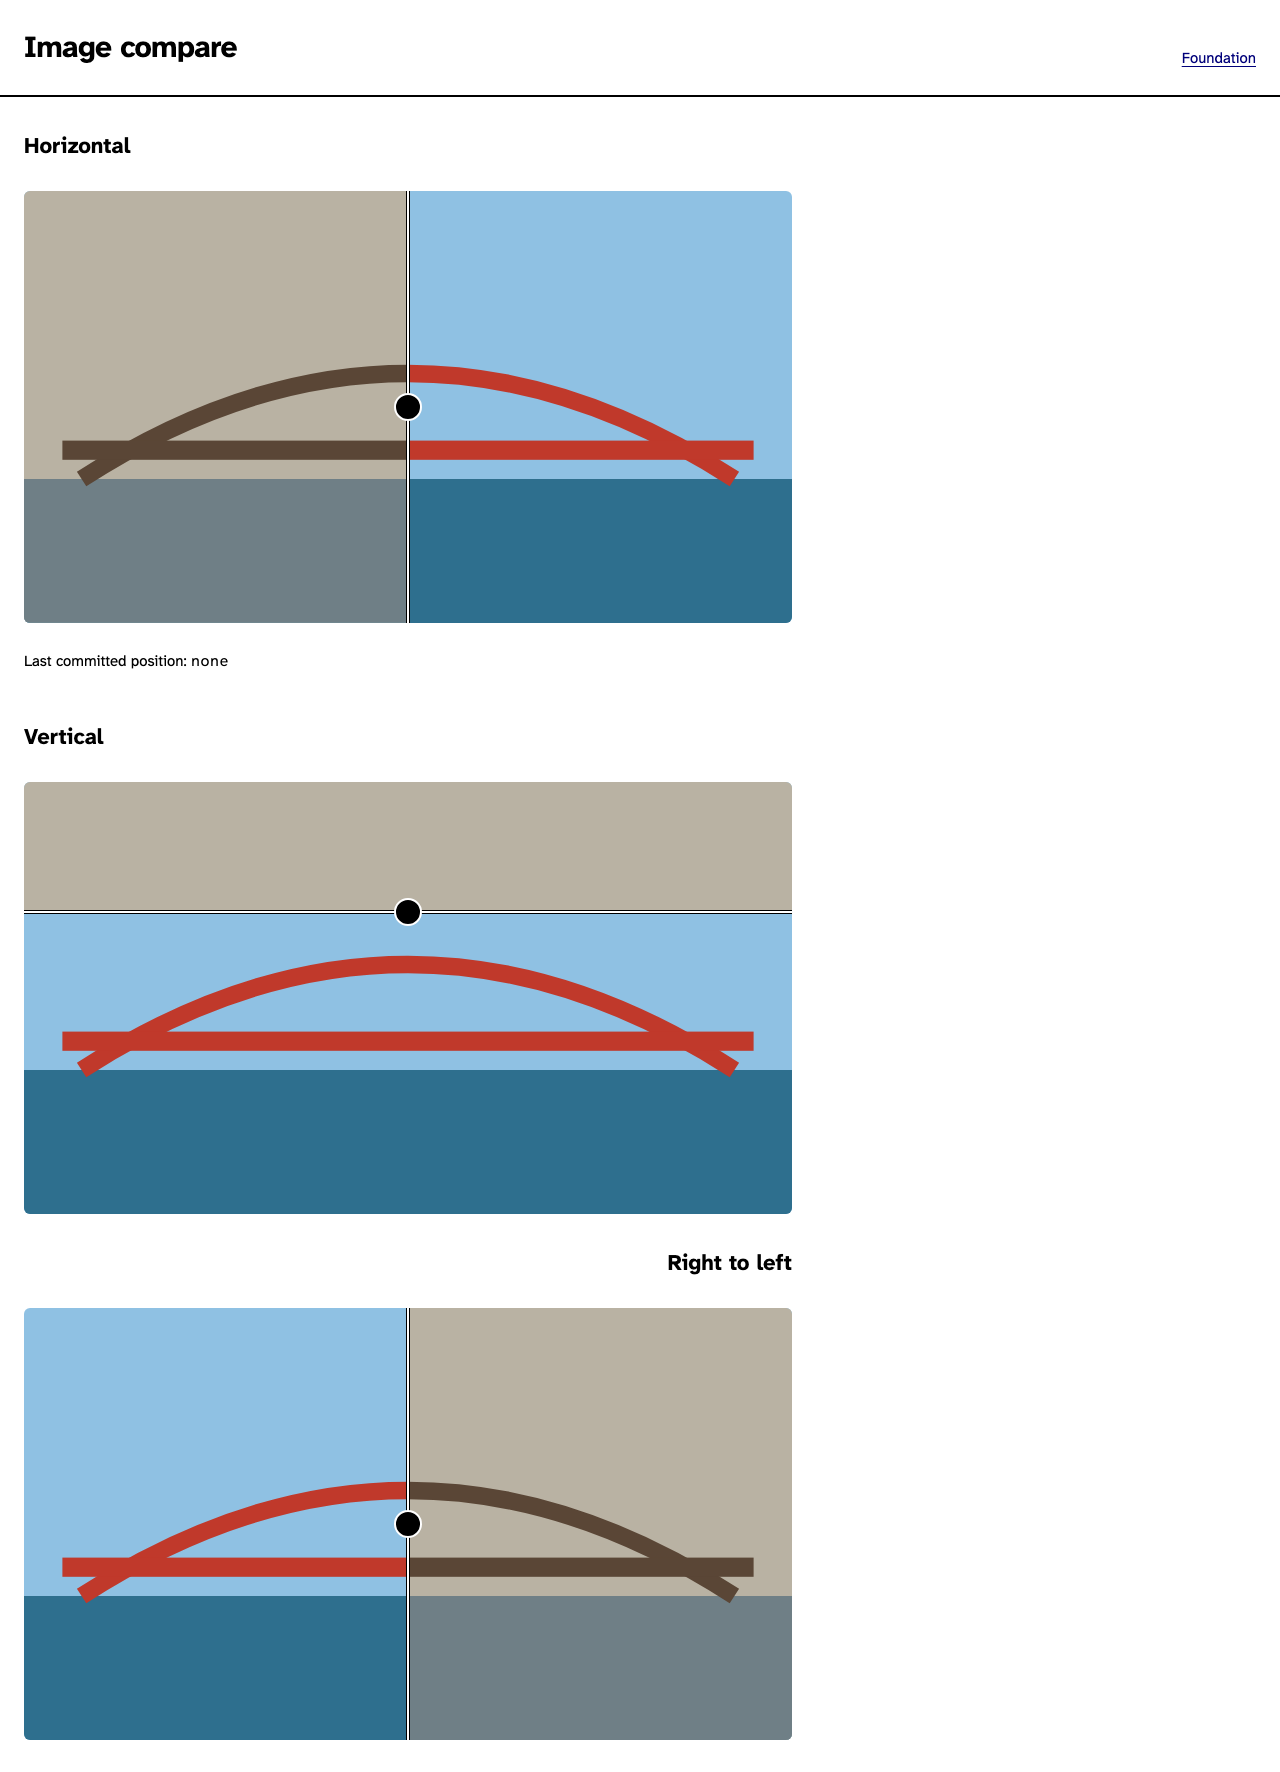 Image compare
Foundation
Horizontal
Last committed position: none
Vertical
Right to left